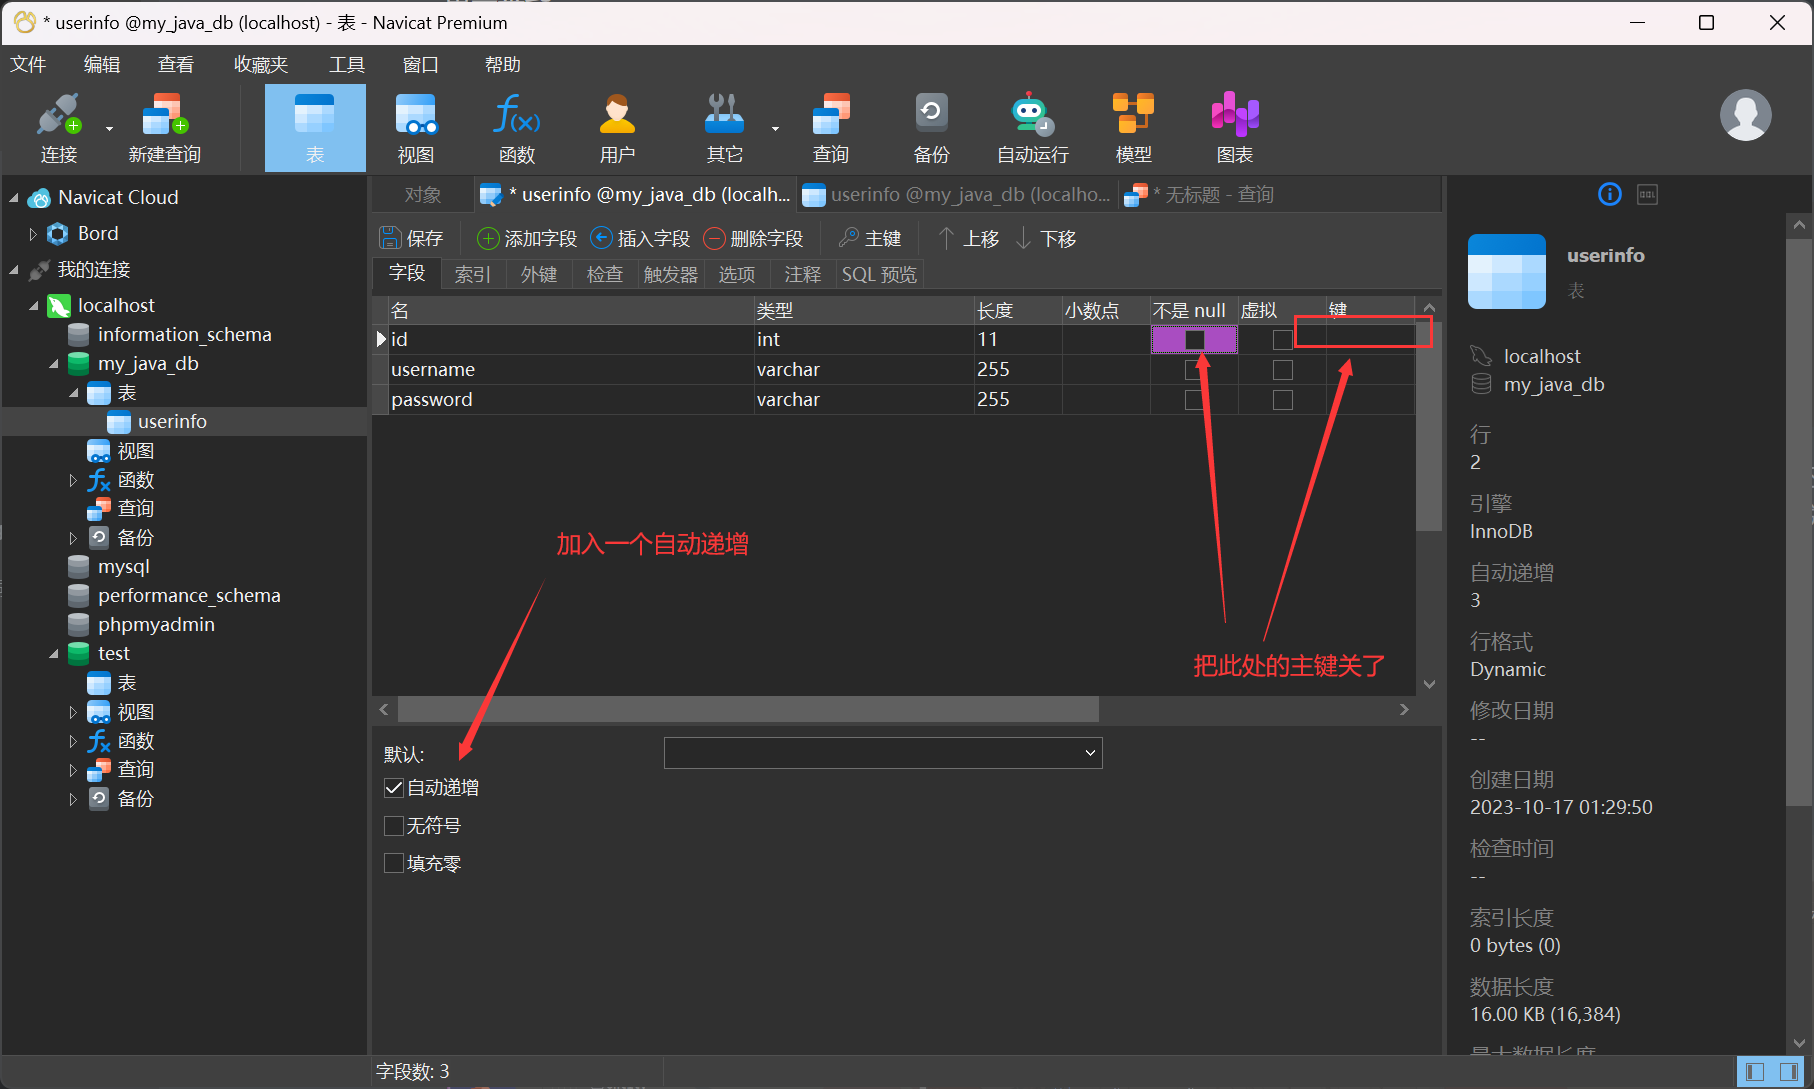 * userinfo @my_java_db (localhost) - 表 - Navicat Premium
文件 编辑 查看 收藏夹 工具 窗口 帮助
连接 新建查询 表 视图 函数 用户 其它 查询 备份 自动运行 模型 图表
Navicat Cloud
Bord
我的连接
localhost
information_schema
my_java_db
表
userinfo
视图
函数
查询
备份
mysql
performance_schema
phpmyadmin
test
表
视图
函数
查询
备份
对象 * userinfo @my_java_db (localh... userinfo @my_java_db (localho... * 无标题 - 查询
保存 添加字段 插入字段 删除字段 主键 上移 下移
字段 索引 外键 检查 触发器 选项 注释 SQL 预览
名 类型 长度 小数点 不是 null 虚拟 键
id int 11
username varchar 255
password varchar 255
加入一个自动递增
把此处的主键关了
默认:
自动递增
无符号
填充零
字段数: 3
userinfo
表
localhost
my_java_db
行
2
引擎
InnoDB
自动递增
3
行格式
Dynamic
修改日期
--
创建日期
2023-10-17 01:29:50
检查时间
--
索引长度
0 bytes (0)
数据长度
16.00 KB (16,384)
最大数据长度